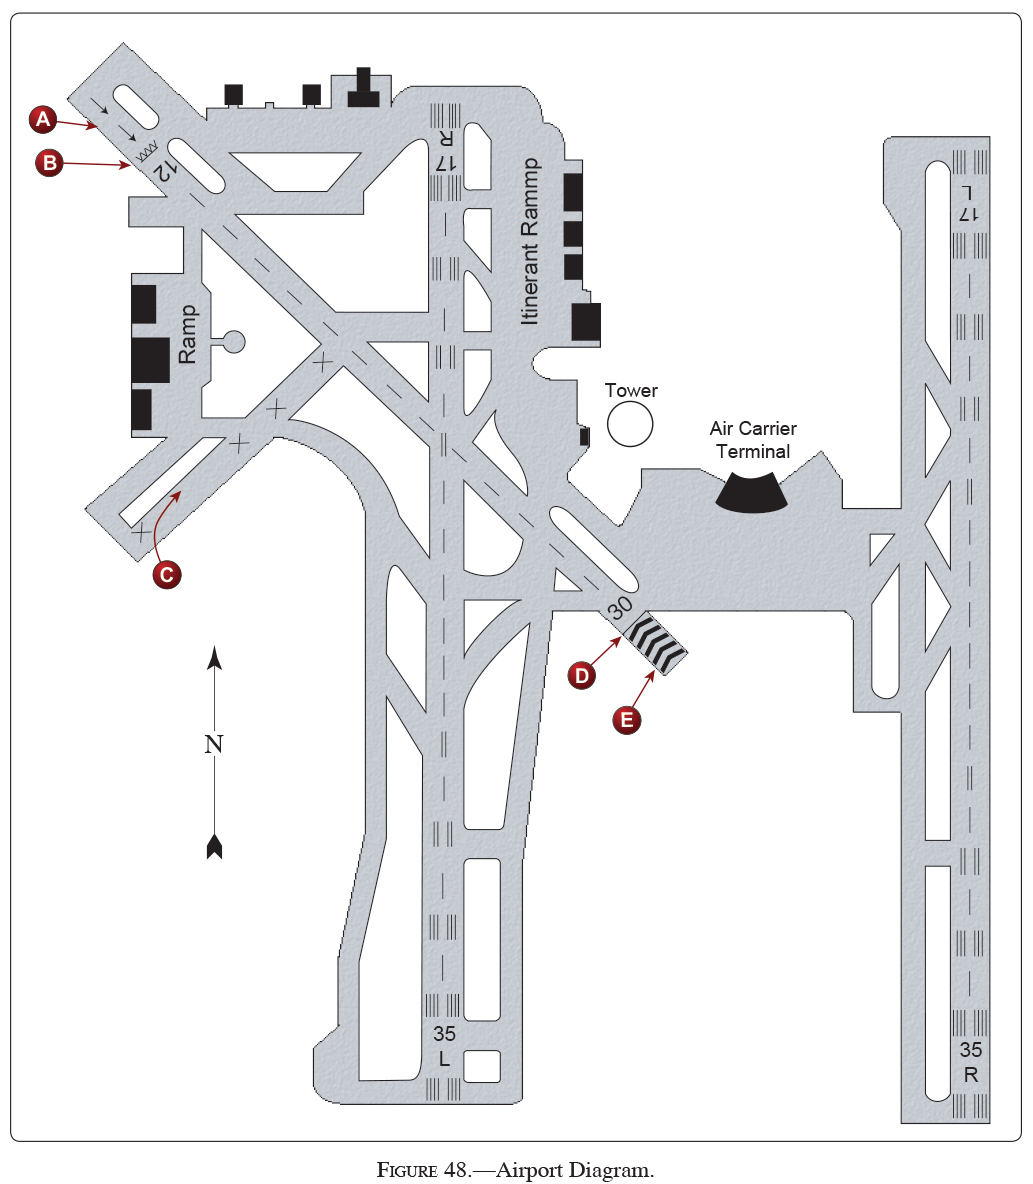 A
B
12
R
17
L
17
Itinerant Rammp
Ramp
Tower
Air Carrier
Terminal
C
30
D
E
N
35
L
35
R
FIGURE 48.—Airport Diagram.